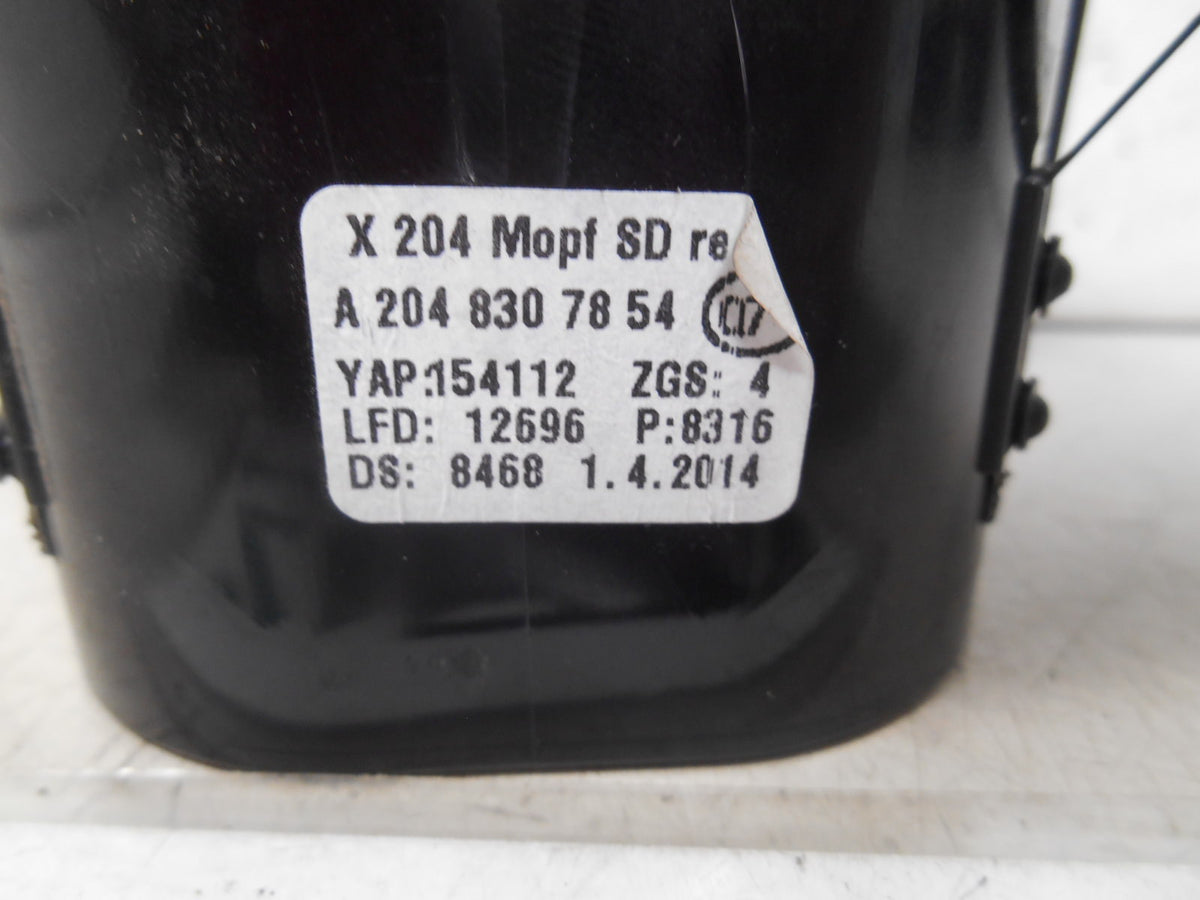 X 204 Mopf SD re
A 204 830 78 54
YAP:154112 ZGS: 4
LFD: 12696 P:8316
DS: 8468 1.4.2014